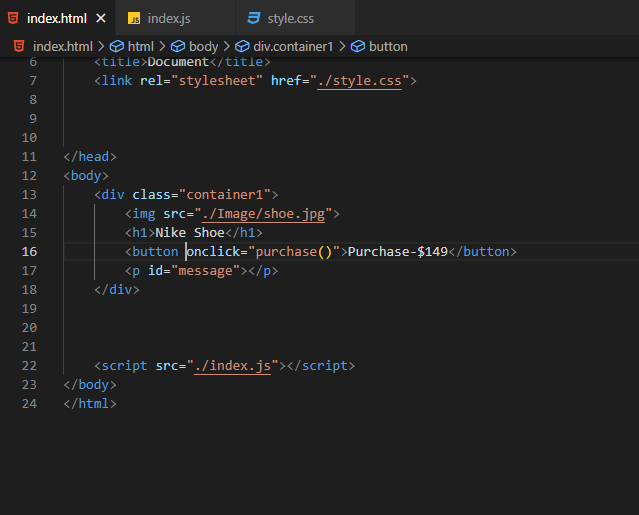 index.html
JS index.js
style.css
index.html > html > body > div.container1 > button
6 <title>Document</title>
7 <link rel="stylesheet" href="./style.css">
8
9
10
11 </head>
12 <body>
13 <div class="container1">
14 <img src="./Image/shoe.jpg">
15 <h1>Nike Shoe</h1>
16 <button onclick="purchase()">Purchase-$149</button>
17 <p id="message"></p>
18 </div>
19
20
21
22 <script src="./index.js"></script>
23 </body>
24 </html>